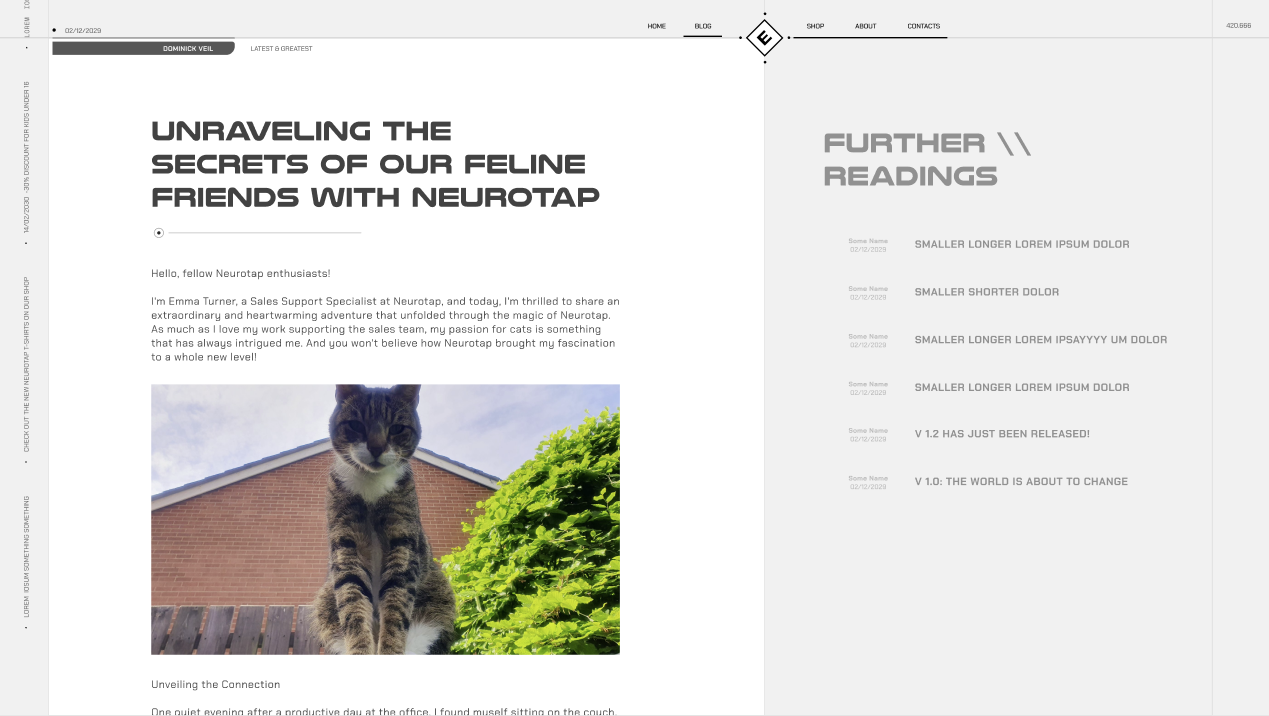 HOME
BLOG
SHOP
ABOUT
CONTACTS
420.666
02/12/2029
DOMINICK VEIL
LATEST & GREATEST
LOREM
14/02/2030 -30% DISCOUNT FOR KIDS UNDER 16
CHECK OUT THE NEW NEUROTAP T-SHIRTS ON OUR SHOP
LOREM IOSUM SOMETHING SOMETHING
E
UNRAVELING THE
SECRETS OF OUR FELINE
FRIENDS WITH NEUROTAP
Hello, fellow Neurotap enthusiasts!
I'm Emma Turner, a Sales Support Specialist at Neurotap, and today, I'm thrilled to share an
extraordinary and heartwarming adventure that unfolded through the magic of Neurotap.
As much as I love my work supporting the sales team, my passion for cats is something
that has always intrigued me. And you won't believe how Neurotap brought my fascination
to a whole new level!
Unveiling the Connection
One quiet evening after a productive day at the office, I found myself sitting on the couch,
FURTHER \\
READINGS
Some Name
02/12/2029
SMALLER LONGER LOREM IPSUM DOLOR
Some Name
02/12/2029
SMALLER SHORTER DOLOR
Some Name
02/12/2029
SMALLER LONGER LOREM IPSAYYYY UM DOLOR
Some Name
02/12/2029
SMALLER LONGER LOREM IPSUM DOLOR
Some Name
02/12/2029
V 1.2 HAS JUST BEEN RELEASED!
Some Name
02/12/2029
V 1.0: THE WORLD IS ABOUT TO CHANGE